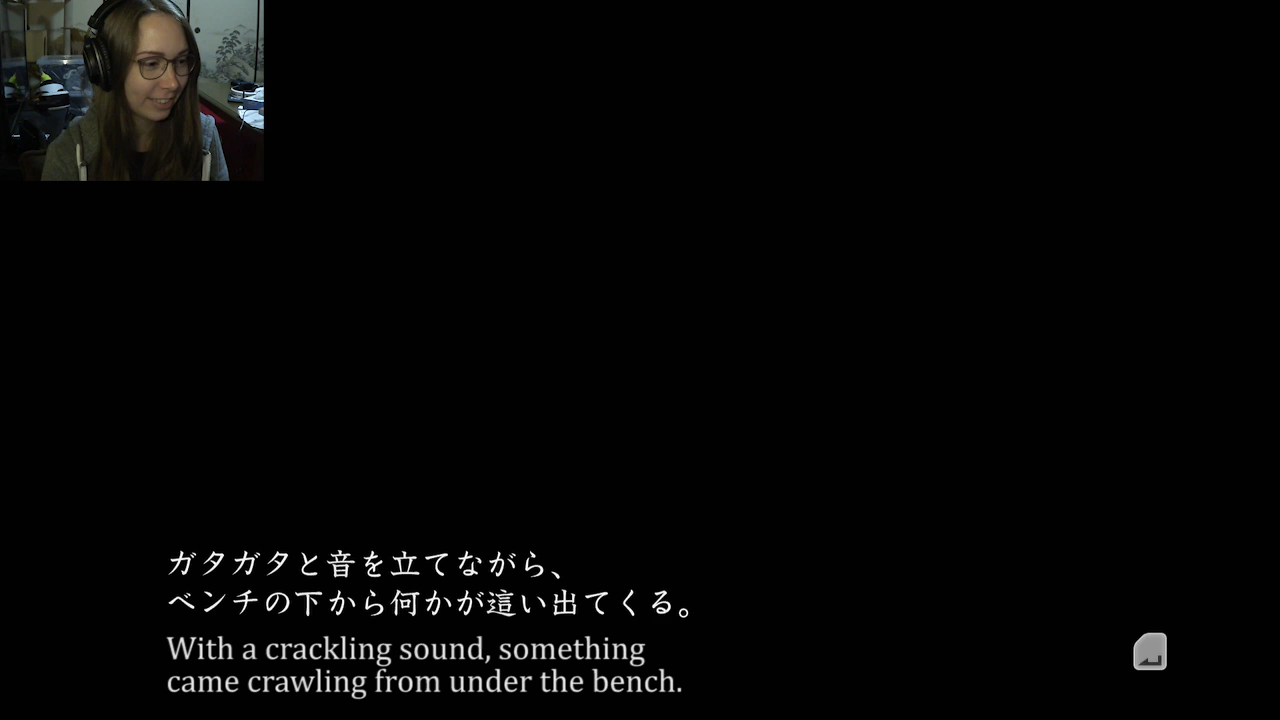 ガタガタと音を立てながら、
ベンチの下から何かが這い出てくる。
With a crackling sound, something
came crawling from under the bench.